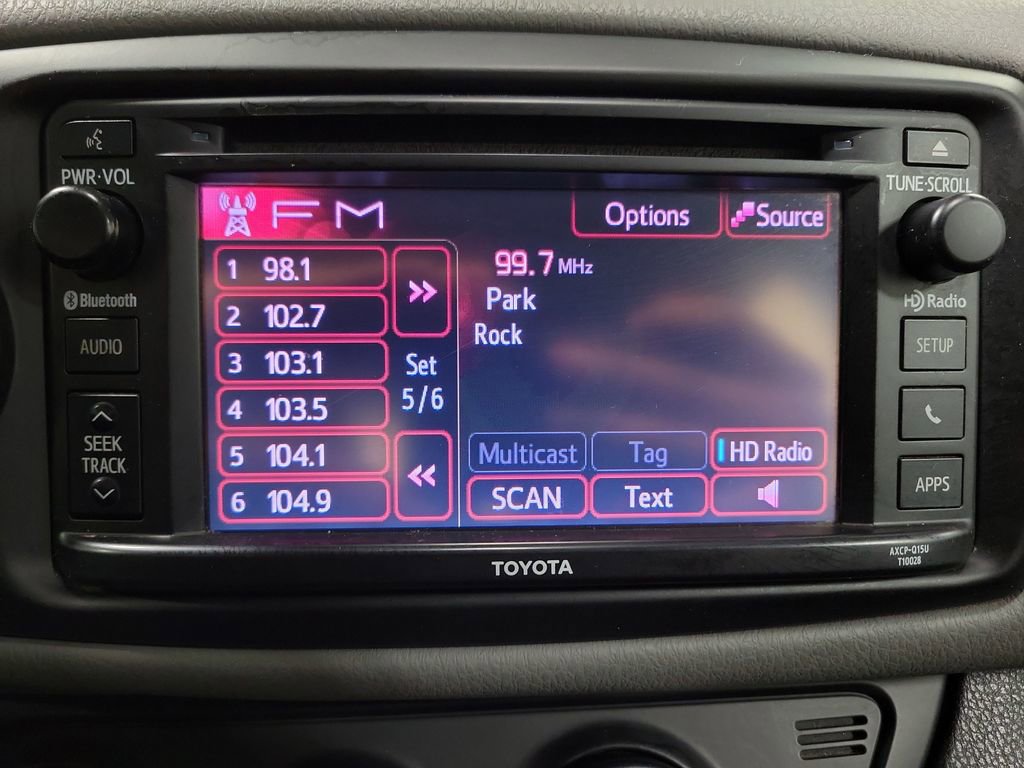 PWR·VOL
TUNE·SCROLL
FM
Options
Source
1 98.1
2 102.7
3 103.1
4 103.5
5 104.1
6 104.9
>>
Set
5/6
<<
99.7 MHz
Park
Rock
Multicast
Tag
HD Radio
SCAN
Text
Bluetooth
AUDIO
SEEK
TRACK
HD Radio
SETUP
APPS
TOYOTA
AXCP-Q15U
T10028